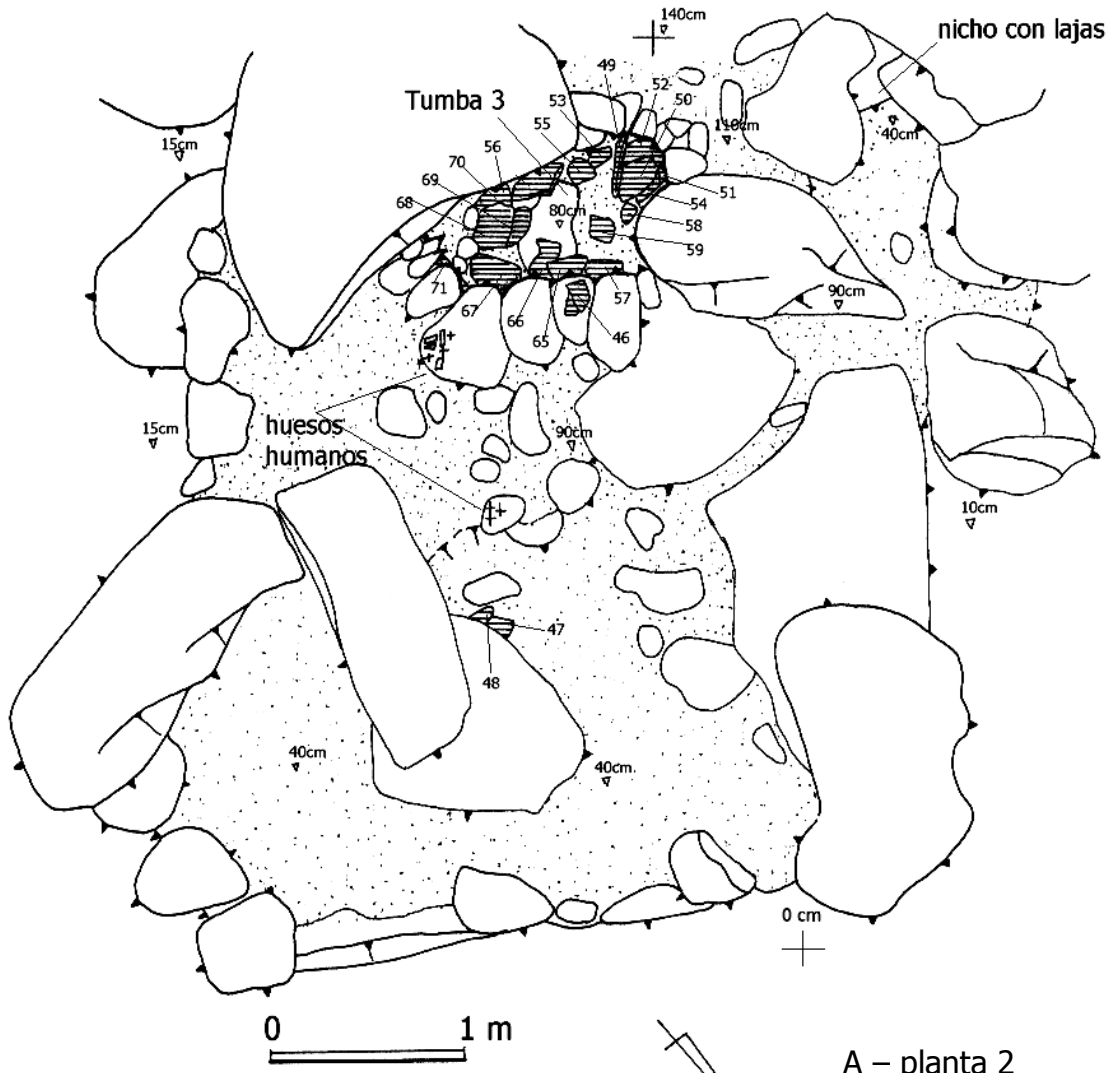 140cm
nicho con lajas
49
52
50
Tumba 3
53
55
110cm
40cm
15cm
56
70
69
68
51
54
80cm
58
59
90cm
71
67
66
65
46
57
huesos
humanos
15cm
90cm
10cm
47
48
40cm
40cm
0 cm
0
1 m
A – planta 2